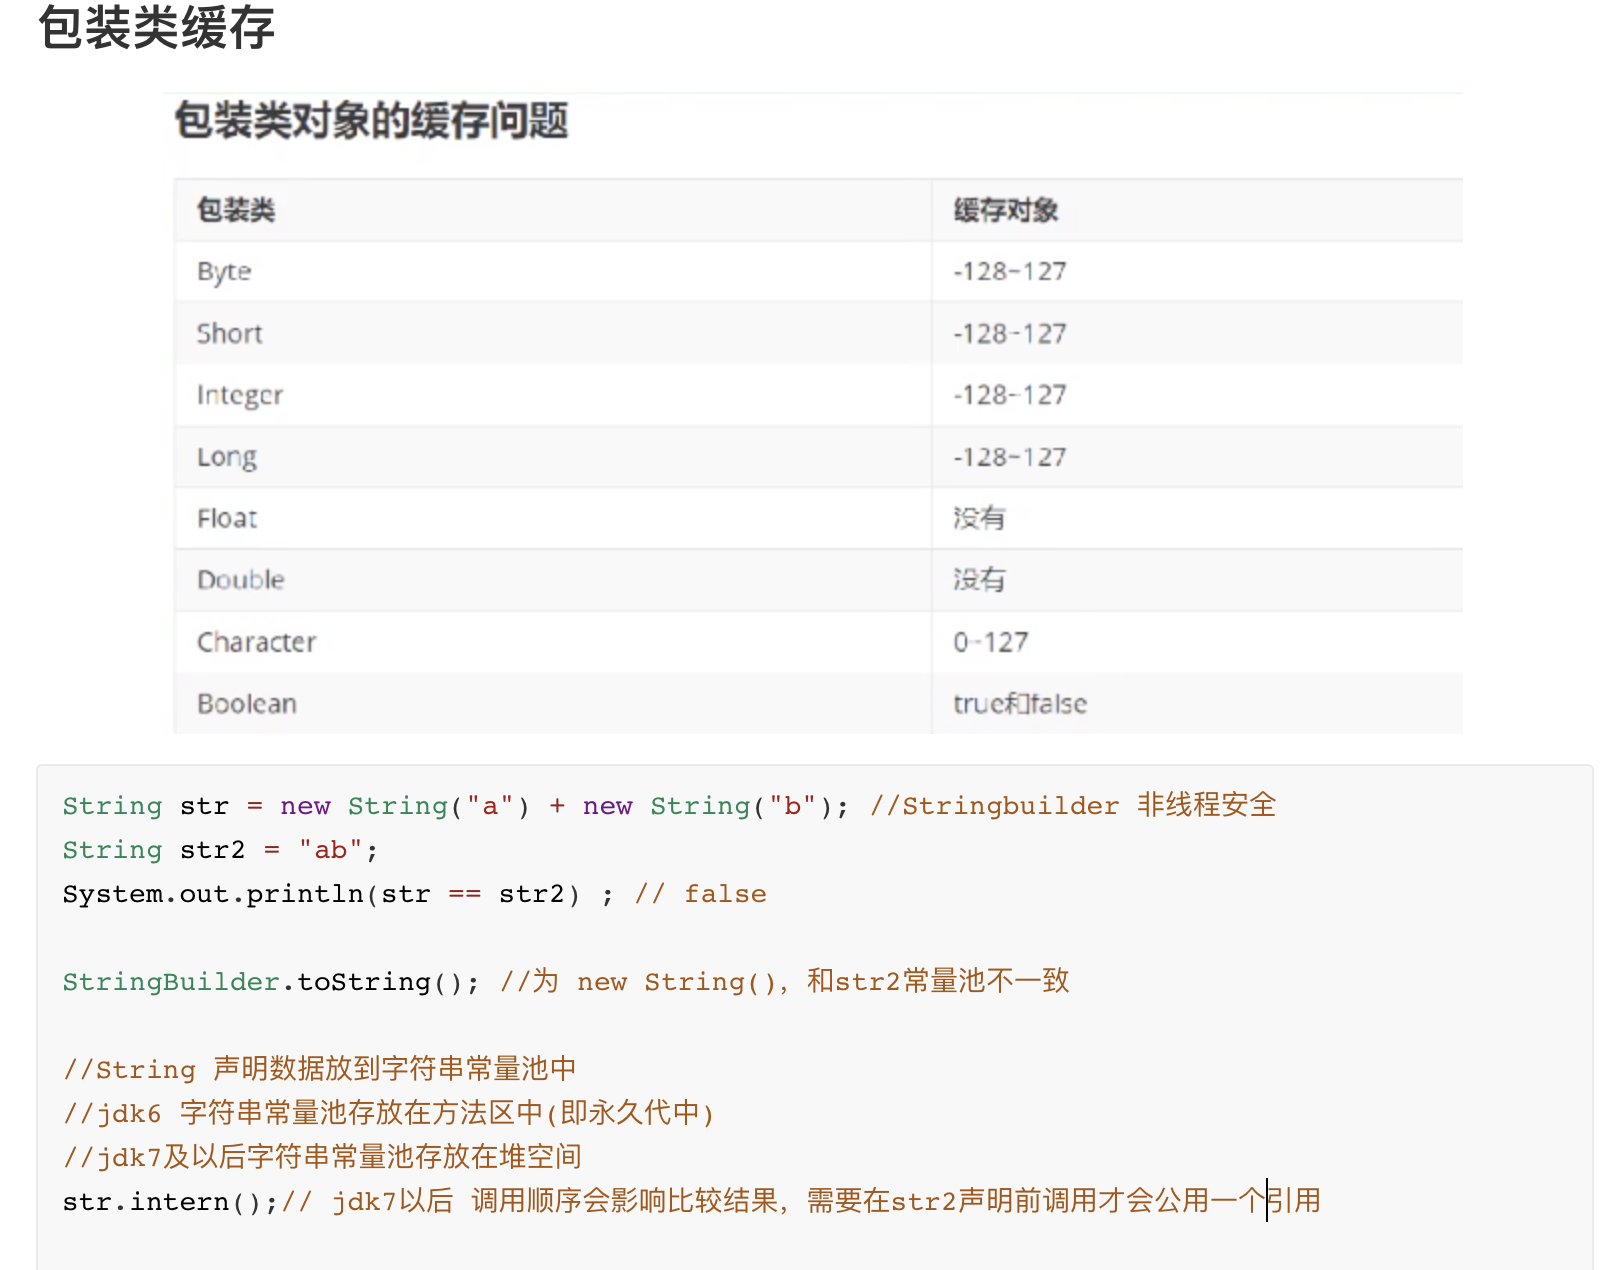 包装类缓存
包装类对象的缓存问题
包装类 缓存对象
Byte -128~127
Short -128~127
Integer -128~127
Long -128~127
Float 没有
Double 没有
Character 0~127
Boolean true和false
String str = new String("a") + new String("b"); //Stringbuilder 非线程安全
String str2 = "ab";
System.out.println(str == str2) ; // false
StringBuilder.toString(); //为 new String(), 和str2常量池不一致
//String 声明数据放到字符串常量池中
//jdk6 字符串常量池存放在方法区中(即永久代中)
//jdk7及以后字符串常量池存放在堆空间
str.intern();// jdk7以后 调用顺序会影响比较结果, 需要在str2声明前调用才会公用一个引用